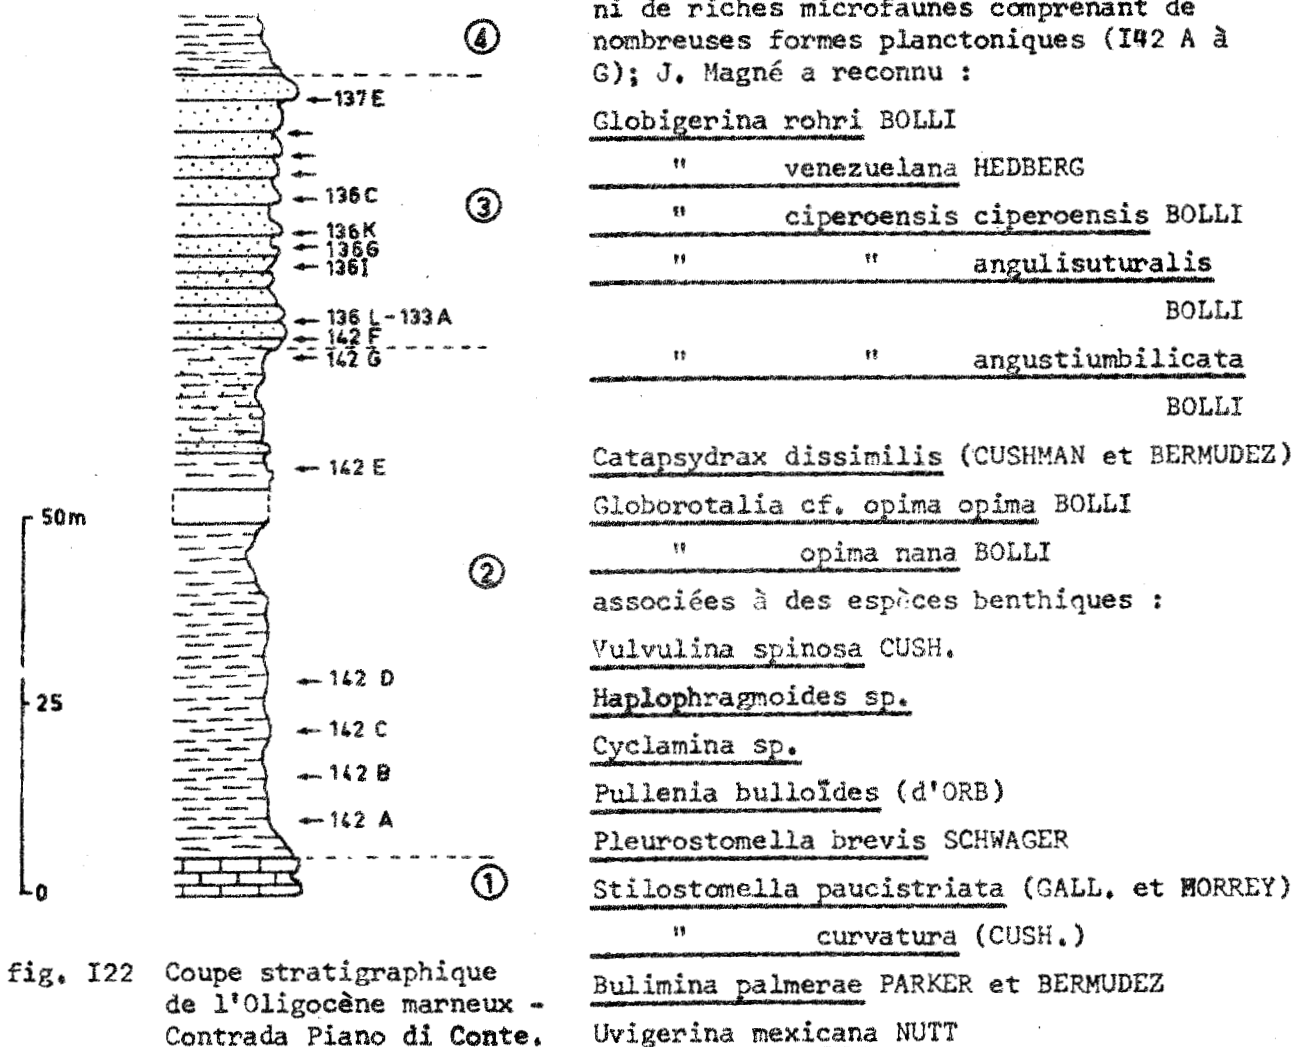 ④
137 E
136 C
③
136 K
136 G
136 I
136 L - 133 A
142 F
142 G
142 E
50m
②
142 D
25
142 C
142 B
142 A
①
0
fig. I22 Coupe stratigraphique
de l'Oligocène marneux -
Contrada Piano di Conte.
ni de riches microfaunes comprenant de
nombreuses formes planctoniques (I42 A à
G); J. Magné a reconnu :
Globigerina rohri BOLLI
" venezuelana HEDBERG
" ciperoensis ciperoensis BOLLI
" " angulisuturalis
BOLLI
" " angustiumbilicata
BOLLI
Catapsydrax dissimilis (CUSHMAN et BERMUDEZ)
Globorotalia cf. opima opima BOLLI
" opima nana BOLLI
associées à des espèces benthiques :
Vulvulina spinosa CUSH.
Haplophragmoides sp.
Cyclamina sp.
Pullenia bulloïdes (d'ORB)
Pleurostomella brevis SCHWAGER
Stilostomella paucistriata (GALL. et MORREY)
" curvatura (CUSH.)
Bulimina palmerae PARKER et BERMUDEZ
Uvigerina mexicana NUTT